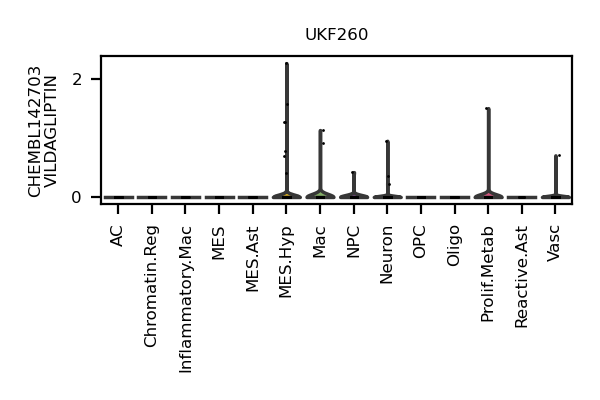 UKF260
CHEMBL142703
VILDAGLIPTIN
2
0
AC
Chromatin.Reg
Inflammatory.Mac
MES
MES.Ast
MES.Hyp
Mac
NPC
Neuron
OPC
Oligo
Prolif.Metab
Reactive.Ast
Vasc